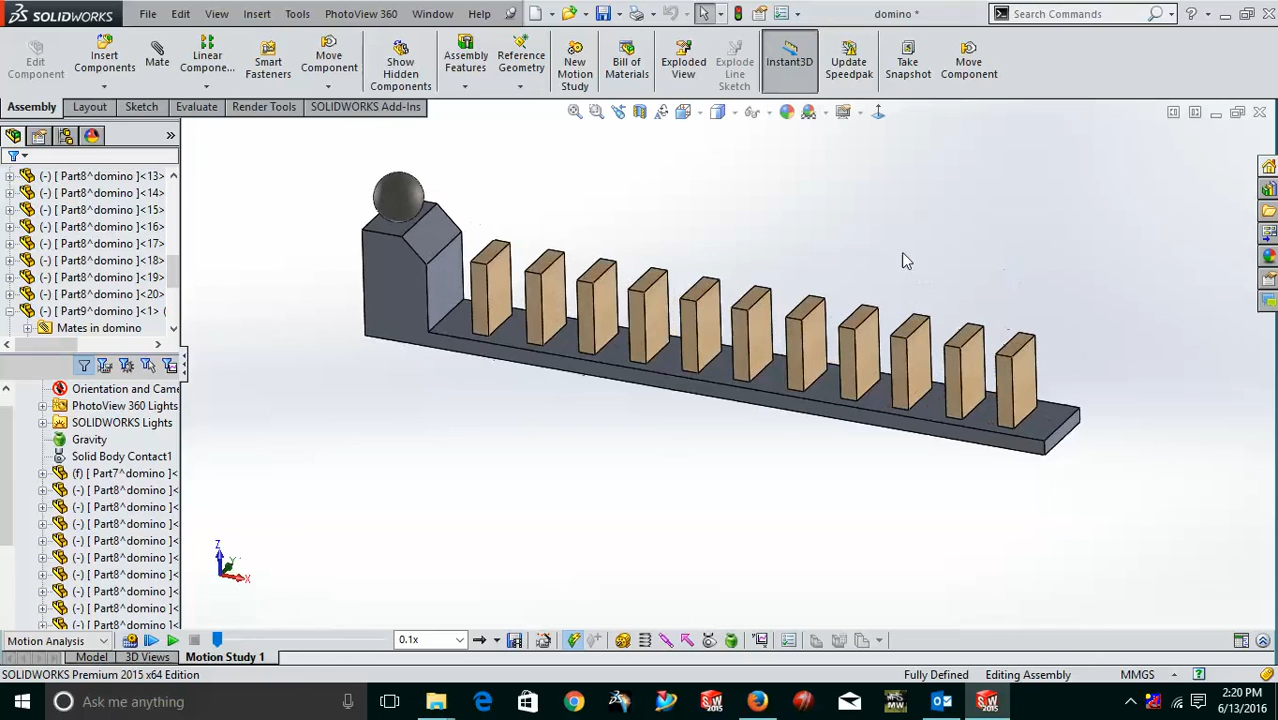 SOLIDWORKS File Edit View Insert Tools PhotoView 360 Window Help domino * Search Commands
Edit Component
Insert Components
Mate
Linear Compone...
Smart Fasteners
Move Component
Show Hidden Components
Assembly Features
Reference Geometry
New Motion Study
Bill of Materials
Exploded View
Explode Line Sketch
Instant3D
Update Speedpak
Take Snapshot
Move Component
Assembly Layout Sketch Evaluate Render Tools SOLIDWORKS Add-Ins
(-) [ Part8^domino ]<13>
(-) [ Part8^domino ]<14>
(-) [ Part8^domino ]<15>
(-) [ Part8^domino ]<16>
(-) [ Part8^domino ]<17>
(-) [ Part8^domino ]<18>
(-) [ Part8^domino ]<19>
(-) [ Part8^domino ]<20>
[ Part9^domino ]<1> (
Mates in domino
Orientation and Came
PhotoView 360 Lights
SOLIDWORKS Lights
Gravity
Solid Body Contact1
(f) [ Part7^domino ]<
(-) [ Part8^domino ]<
(-) [ Part8^domino ]<
(-) [ Part8^domino ]<
(-) [ Part8^domino ]<
(-) [ Part8^domino ]<
(-) [ Part8^domino ]<
(-) [ Part8^domino ]<
(-) [ Part8^domino ]<
Z
Y
X
Motion Analysis 0.1x
Model 3D Views Motion Study 1
SOLIDWORKS Premium 2015 x64 Edition Fully Defined Editing Assembly MMGS
Ask me anything
2:20 PM
6/13/2016